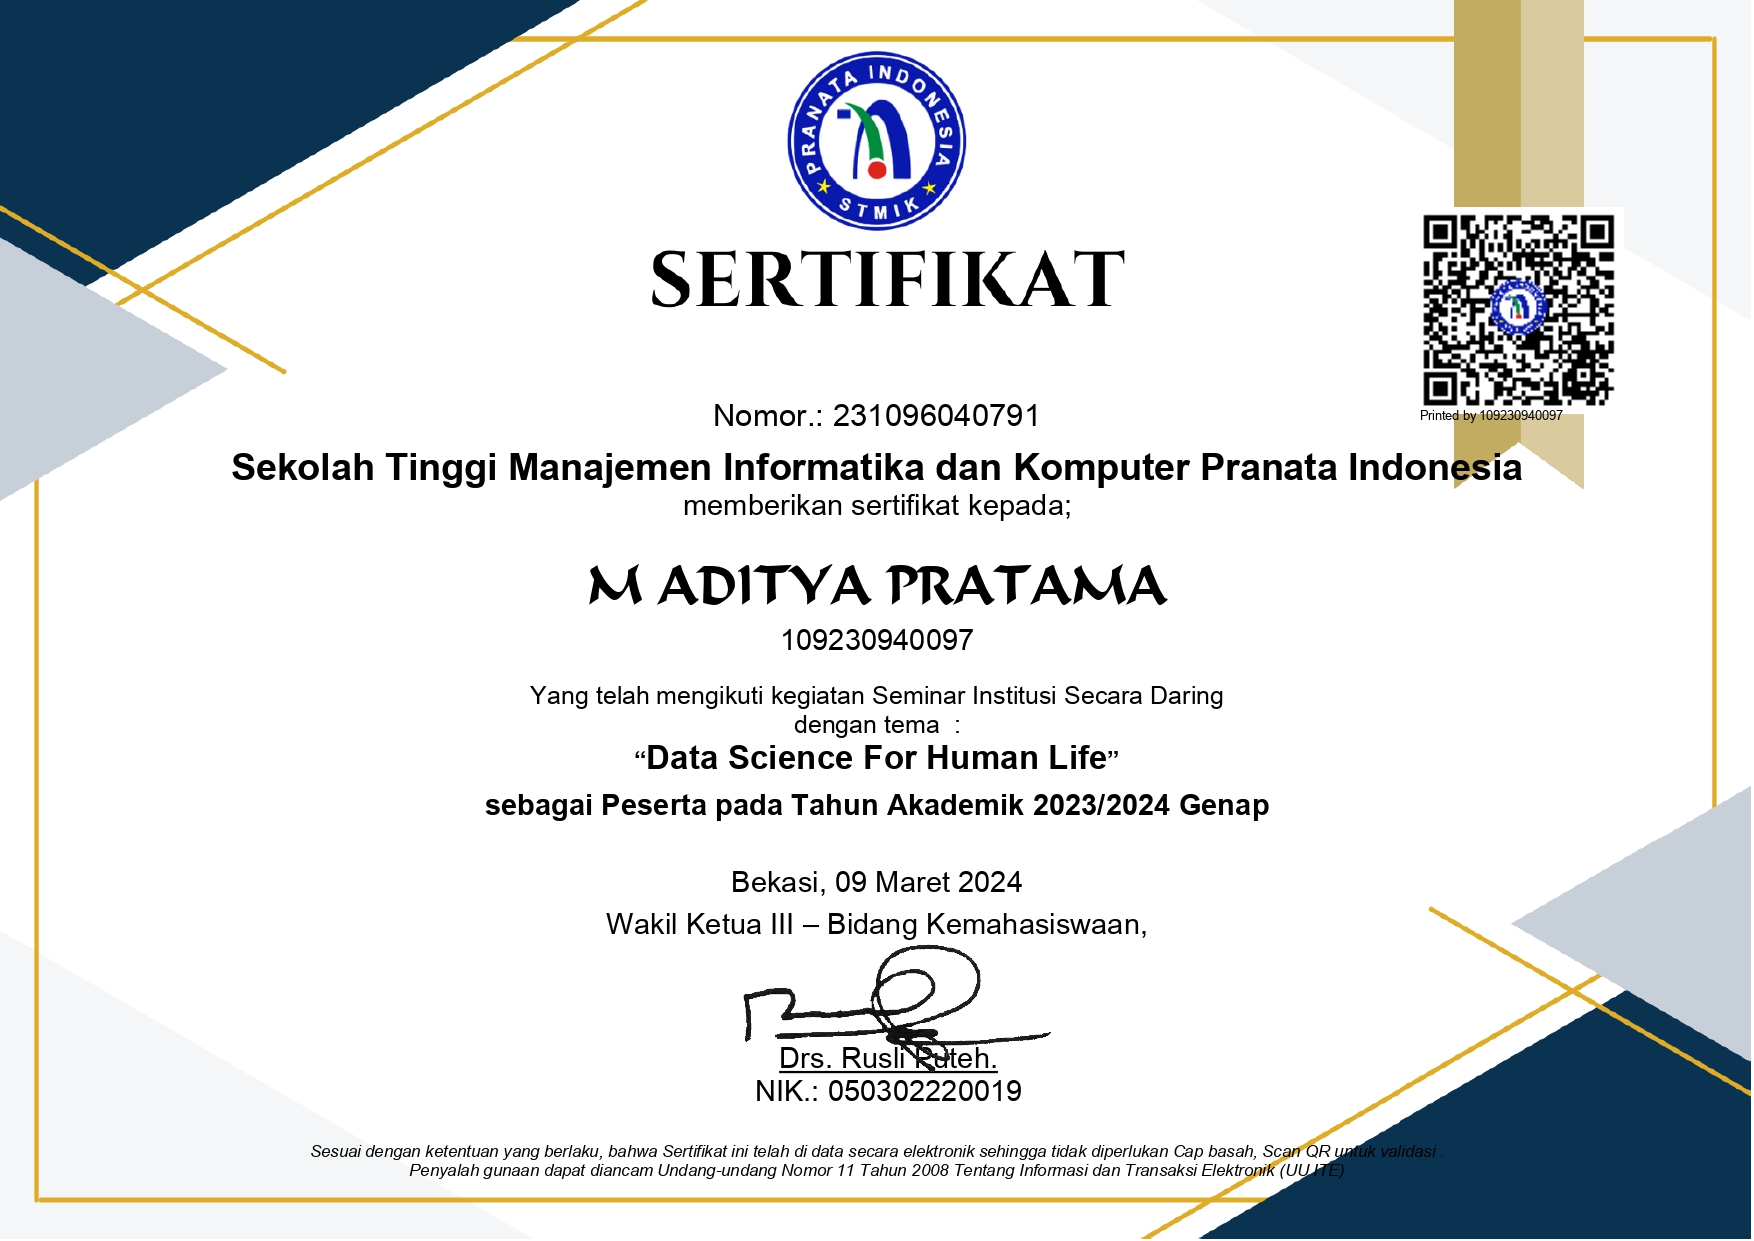 PRANATA INDONESIA
STMIK
SERTIFIKAT
Printed by 109230940097
Nomor.: 231096040791
Sekolah Tinggi Manajemen Informatika dan Komputer Pranata Indonesia
memberikan sertifikat kepada;
M ADITYA PRATAMA
109230940097
Yang telah mengikuti kegiatan Seminar Institusi Secara Daring
dengan tema :
“Data Science For Human Life”
sebagai Peserta pada Tahun Akademik 2023/2024 Genap
Bekasi, 09 Maret 2024
Wakil Ketua III – Bidang Kemahasiswaan,
Drs. Rusli Puteh.
NIK.: 050302220019
Sesuai dengan ketentuan yang berlaku, bahwa Sertifikat ini telah di data secara elektronik sehingga tidak diperlukan Cap basah, Scan QR untuk validasi .
Penyalah gunaan dapat diancam Undang-undang Nomor 11 Tahun 2008 Tentang Informasi dan Transaksi Elektronik (UU ITE)